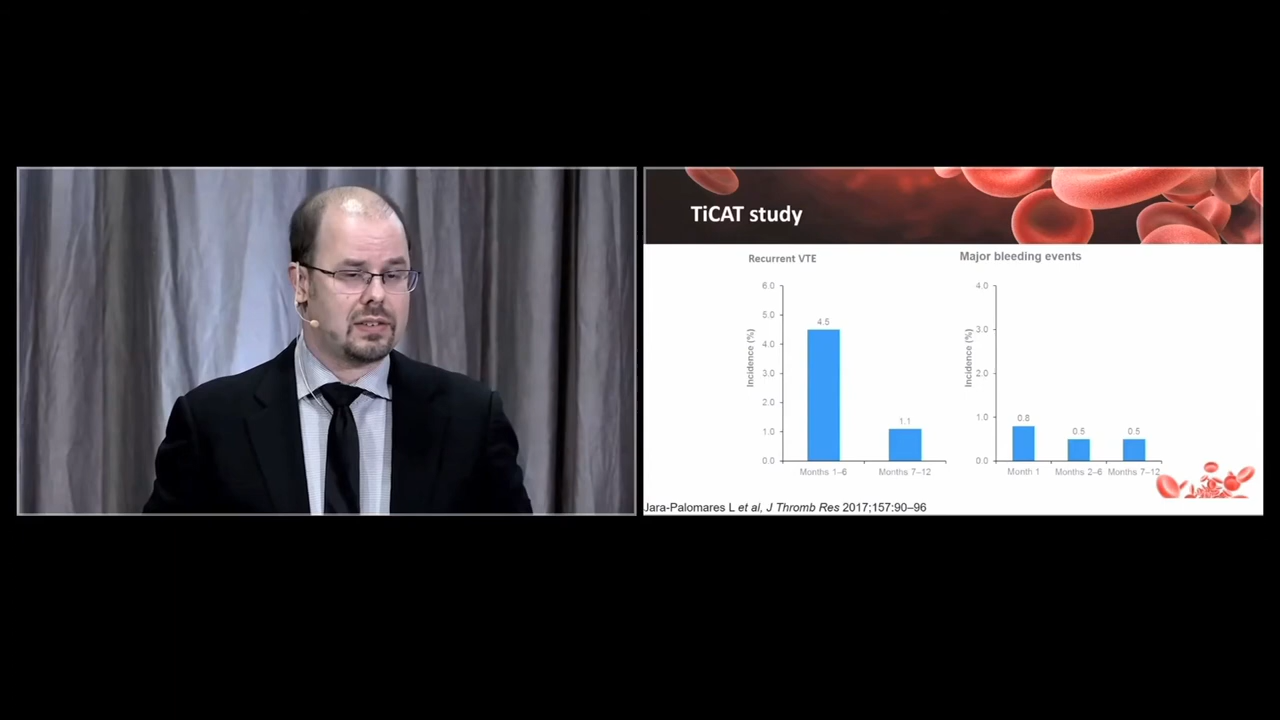 TiCAT study
Recurrent VTE
6.0
5.0
4.0
3.0
2.0
1.0
0.0
Incidence (%)
4.5
1.1
Months 1–6
Months 7–12
Major bleeding events
4.0
3.0
2.0
1.0
0.0
Incidence (%)
0.8
0.5
0.5
Month 1
Months 2–6
Months 7–12
Jara-Palomares L et al, J Thromb Res 2017;157:90–96